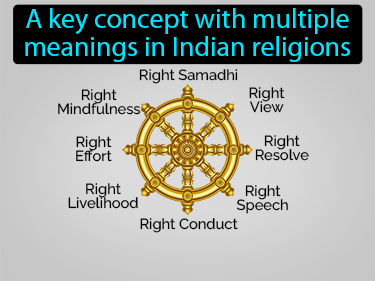 A key concept with multiple
meanings in Indian religions
Right Samadhi
Right
View
Right
Resolve
Right
Speech
Right Conduct
Right
Livelihood
Right
Effort
Right
Mindfulness